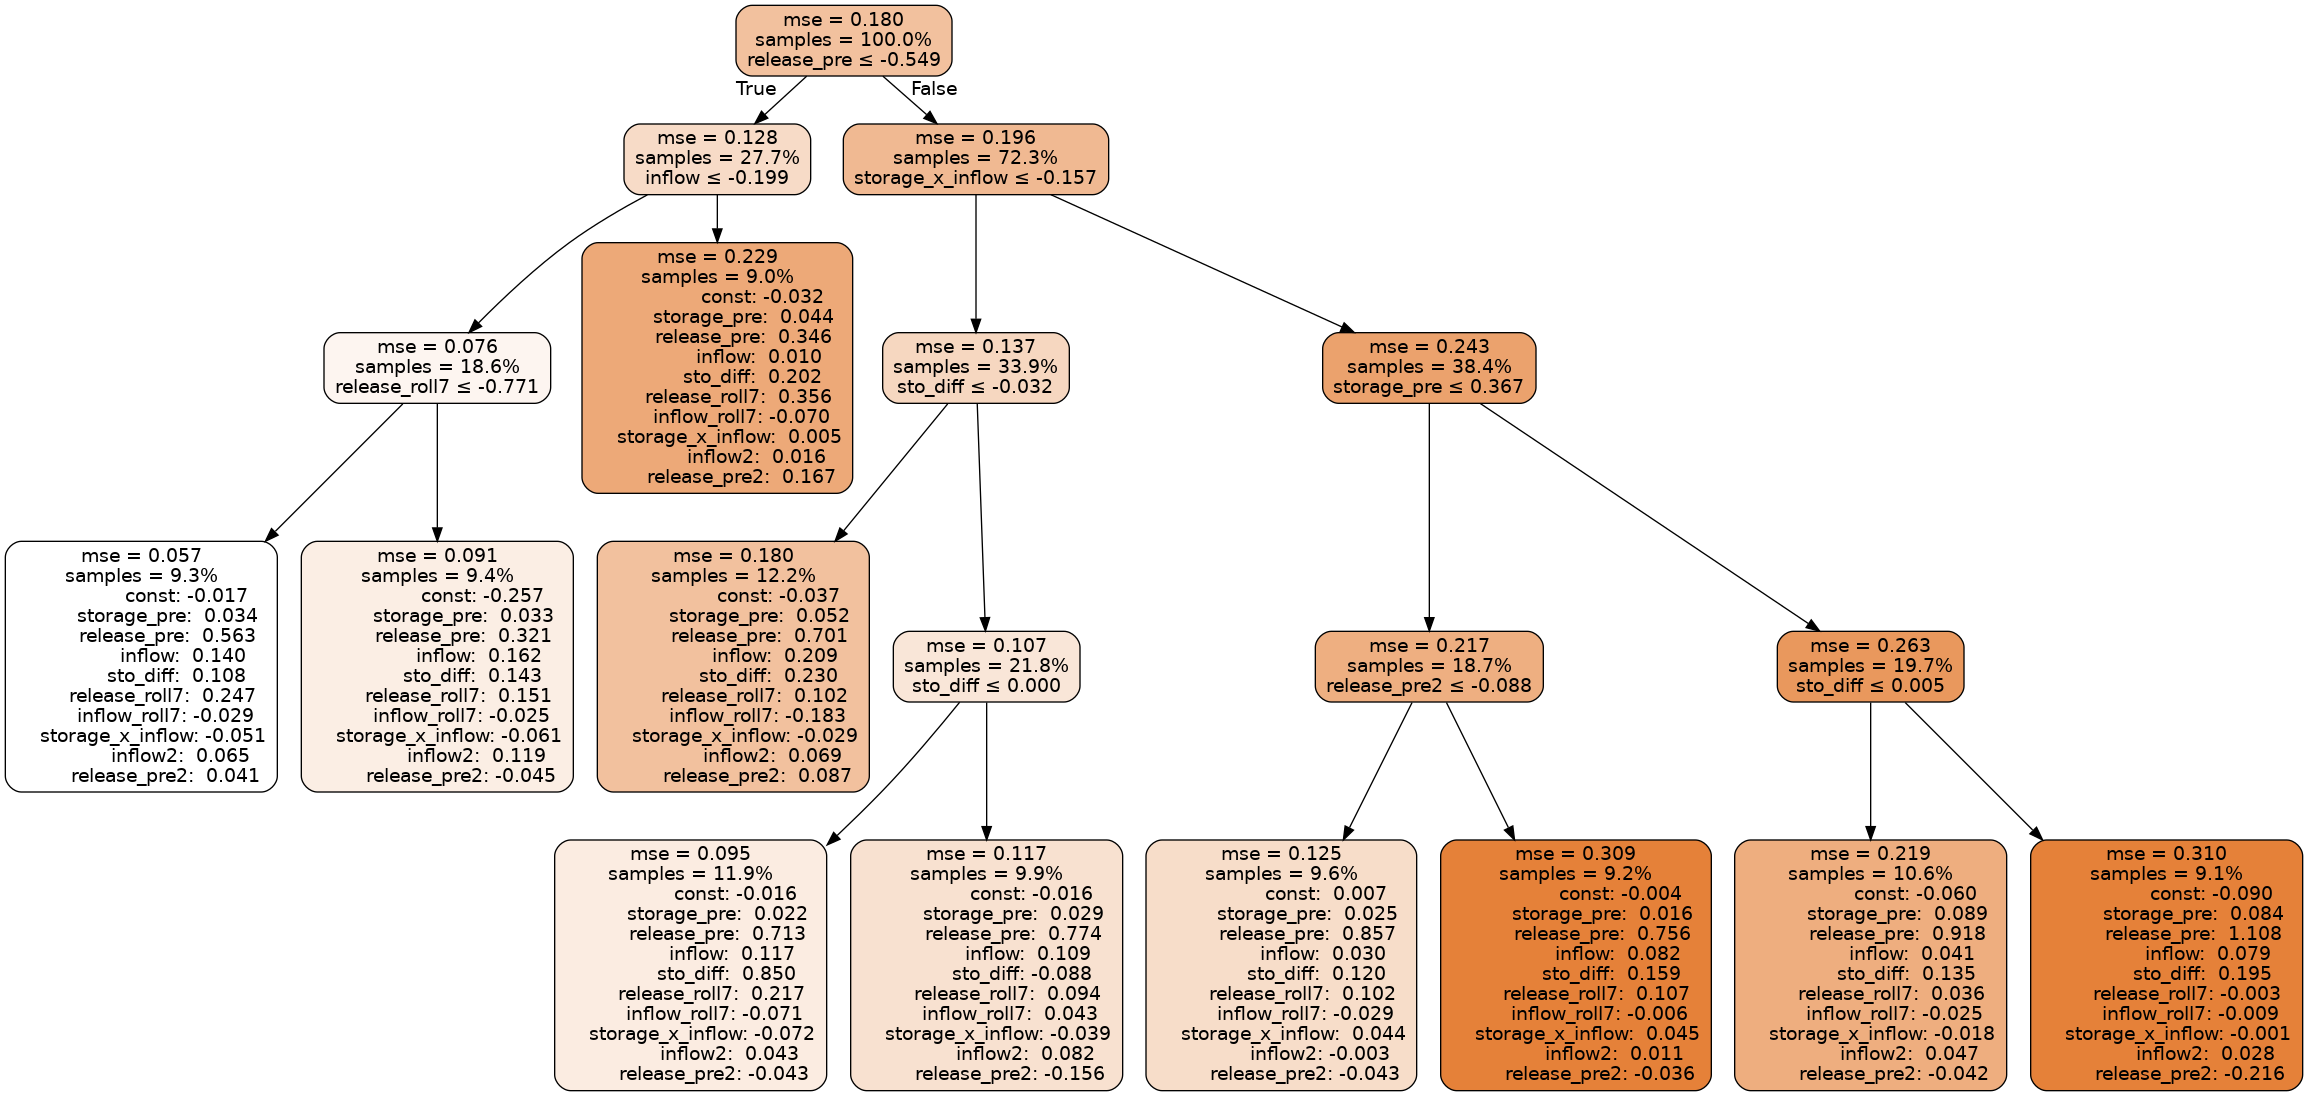 mse = 0.180
samples = 100.0%
release_pre ≤ -0.549
True
False
mse = 0.128
samples = 27.7%
inflow ≤ -0.199
mse = 0.196
samples = 72.3%
storage_x_inflow ≤ -0.157
mse = 0.229
samples = 9.0%
const: -0.032
storage_pre: 0.044
release_pre: 0.346
inflow: 0.010
sto_diff: 0.202
release_roll7: 0.356
inflow_roll7: -0.070
storage_x_inflow: 0.005
inflow2: 0.016
release_pre2: 0.167
mse = 0.076
samples = 18.6%
release_roll7 ≤ -0.771
mse = 0.137
samples = 33.9%
sto_diff ≤ -0.032
mse = 0.243
samples = 38.4%
storage_pre ≤ 0.367
mse = 0.057
samples = 9.3%
const: -0.017
storage_pre: 0.034
release_pre: 0.563
inflow: 0.140
sto_diff: 0.108
release_roll7: 0.247
inflow_roll7: -0.029
storage_x_inflow: -0.051
inflow2: 0.065
release_pre2: 0.041
mse = 0.091
samples = 9.4%
const: -0.257
storage_pre: 0.033
release_pre: 0.321
inflow: 0.162
sto_diff: 0.143
release_roll7: 0.151
inflow_roll7: -0.025
storage_x_inflow: -0.061
inflow2: 0.119
release_pre2: -0.045
mse = 0.180
samples = 12.2%
const: -0.037
storage_pre: 0.052
release_pre: 0.701
inflow: 0.209
sto_diff: 0.230
release_roll7: 0.102
inflow_roll7: -0.183
storage_x_inflow: -0.029
inflow2: 0.069
release_pre2: 0.087
mse = 0.107
samples = 21.8%
sto_diff ≤ 0.000
mse = 0.217
samples = 18.7%
release_pre2 ≤ -0.088
mse = 0.263
samples = 19.7%
sto_diff ≤ 0.005
mse = 0.095
samples = 11.9%
const: -0.016
storage_pre: 0.022
release_pre: 0.713
inflow: 0.117
sto_diff: 0.850
release_roll7: 0.217
inflow_roll7: -0.071
storage_x_inflow: -0.072
inflow2: 0.043
release_pre2: -0.043
mse = 0.117
samples = 9.9%
const: -0.016
storage_pre: 0.029
release_pre: 0.774
inflow: 0.109
sto_diff: -0.088
release_roll7: 0.094
inflow_roll7: 0.043
storage_x_inflow: -0.039
inflow2: 0.082
release_pre2: -0.156
mse = 0.125
samples = 9.6%
const: 0.007
storage_pre: 0.025
release_pre: 0.857
inflow: 0.030
sto_diff: 0.120
release_roll7: 0.102
inflow_roll7: -0.029
storage_x_inflow: 0.044
inflow2: -0.003
release_pre2: -0.043
mse = 0.309
samples = 9.2%
const: -0.004
storage_pre: 0.016
release_pre: 0.756
inflow: 0.082
sto_diff: 0.159
release_roll7: 0.107
inflow_roll7: -0.006
storage_x_inflow: 0.045
inflow2: 0.011
release_pre2: -0.036
mse = 0.219
samples = 10.6%
const: -0.060
storage_pre: 0.089
release_pre: 0.918
inflow: 0.041
sto_diff: 0.135
release_roll7: 0.036
inflow_roll7: -0.025
storage_x_inflow: -0.018
inflow2: 0.047
release_pre2: -0.042
mse = 0.310
samples = 9.1%
const: -0.090
storage_pre: 0.084
release_pre: 1.108
inflow: 0.079
sto_diff: 0.195
release_roll7: -0.003
inflow_roll7: -0.009
storage_x_inflow: -0.001
inflow2: 0.028
release_pre2: -0.216